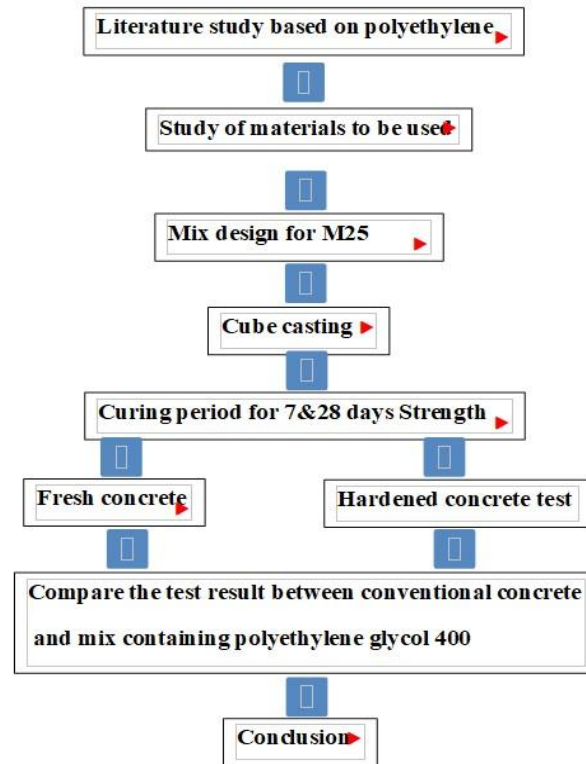 Literature study based on polyethylene
Study of materials to be used
Mix design for M25
Cube casting
Curing period for 7&28 days Strength
Fresh concrete
Hardened concrete test
Compare the test result between conventional concrete
and mix containing polyethylene glycol 400
Conclusion